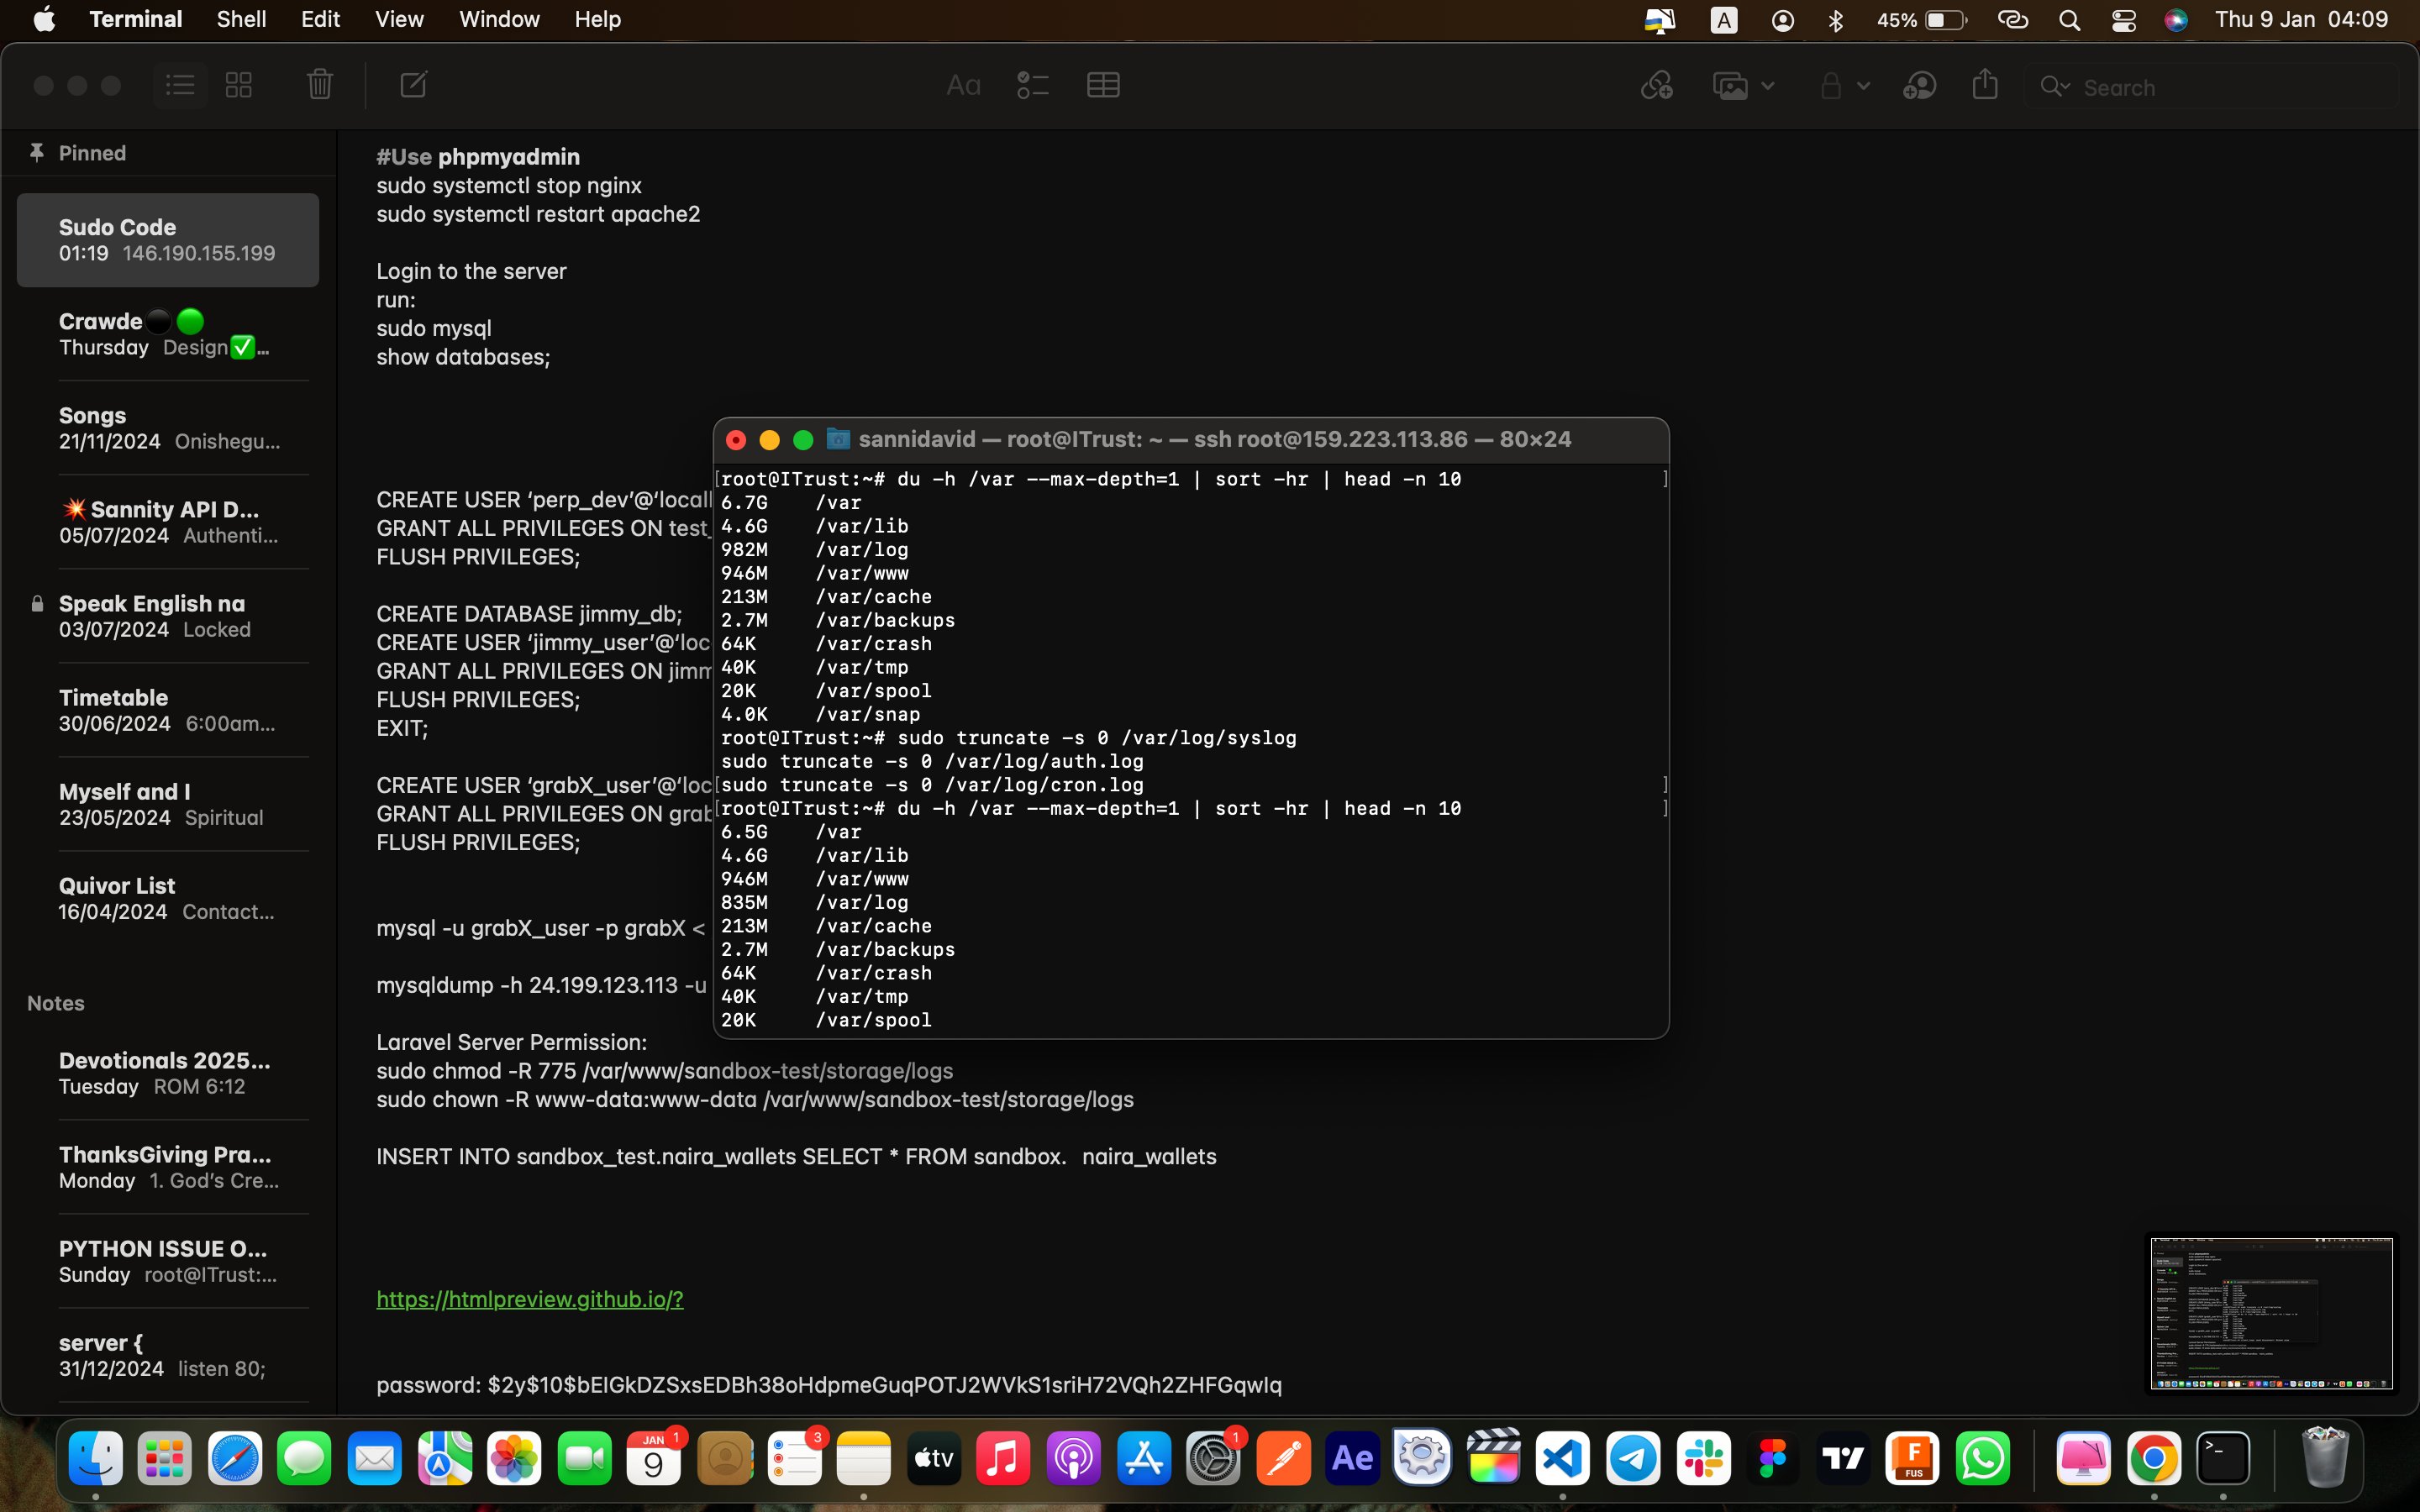 Terminal Shell Edit View Window Help
A 45% Thu 9 Jan 04:09
Aa Search
Pinned
Sudo Code
01:19 146.190.155.199
Crawde
Thursday Design✅...
Songs
21/11/2024 Onishegu...
💥Sannity API D...
05/07/2024 Authenti...
Speak English na
03/07/2024 Locked
Timetable
30/06/2024 6:00am...
Myself and I
23/05/2024 Spiritual
Quivor List
16/04/2024 Contact...
Notes
Devotionals 2025...
Tuesday ROM 6:12
ThanksGiving Pra...
Monday 1. God's Cre...
PYTHON ISSUE O...
Sunday root@ITrust:...
server {
31/12/2024 listen 80;
#Use phpmyadmin
sudo systemctl stop nginx
sudo systemctl restart apache2
Login to the server
run:
sudo mysql
show databases;
CREATE USER ‘perp_dev’@‘locall
GRANT ALL PRIVILEGES ON test_
FLUSH PRIVILEGES;
CREATE DATABASE jimmy_db;
CREATE USER ‘jimmy_user’@‘loc
GRANT ALL PRIVILEGES ON jimm
FLUSH PRIVILEGES;
EXIT;
CREATE USER ‘grabX_user’@‘loc
GRANT ALL PRIVILEGES ON grab
FLUSH PRIVILEGES;
mysql -u grabX_user -p grabX <
mysqldump -h 24.199.123.113 -u
Laravel Server Permission:
sudo chmod -R 775 /var/www/sandbox-test/storage/logs
sudo chown -R www-data:www-data /var/www/sandbox-test/storage/logs
INSERT INTO sandbox_test.naira_wallets SELECT * FROM sandbox. naira_wallets
https://htmlpreview.github.io/?
password: $2y$10$bEIGkDZSxsEDBh38oHdpmeGuqPOTJ2WVkS1sriH72VQh2ZHFGqwIq
sannidavid — root@ITrust: ~ — ssh root@159.223.113.86 — 80×24
[root@ITrust:~# du -h /var --max-depth=1 | sort -hr | head -n 10 ]
6.7G /var
4.6G /var/lib
982M /var/log
946M /var/www
213M /var/cache
2.7M /var/backups
64K /var/crash
40K /var/tmp
20K /var/spool
4.0K /var/snap
root@ITrust:~# sudo truncate -s 0 /var/log/syslog
sudo truncate -s 0 /var/log/auth.log
[sudo truncate -s 0 /var/log/cron.log ]
[root@ITrust:~# du -h /var --max-depth=1 | sort -hr | head -n 10 ]
6.5G /var
4.6G /var/lib
946M /var/www
835M /var/log
213M /var/cache
2.7M /var/backups
64K /var/crash
40K /var/tmp
20K /var/spool
JAN 9 1 3 tv 1 Ae F FUS